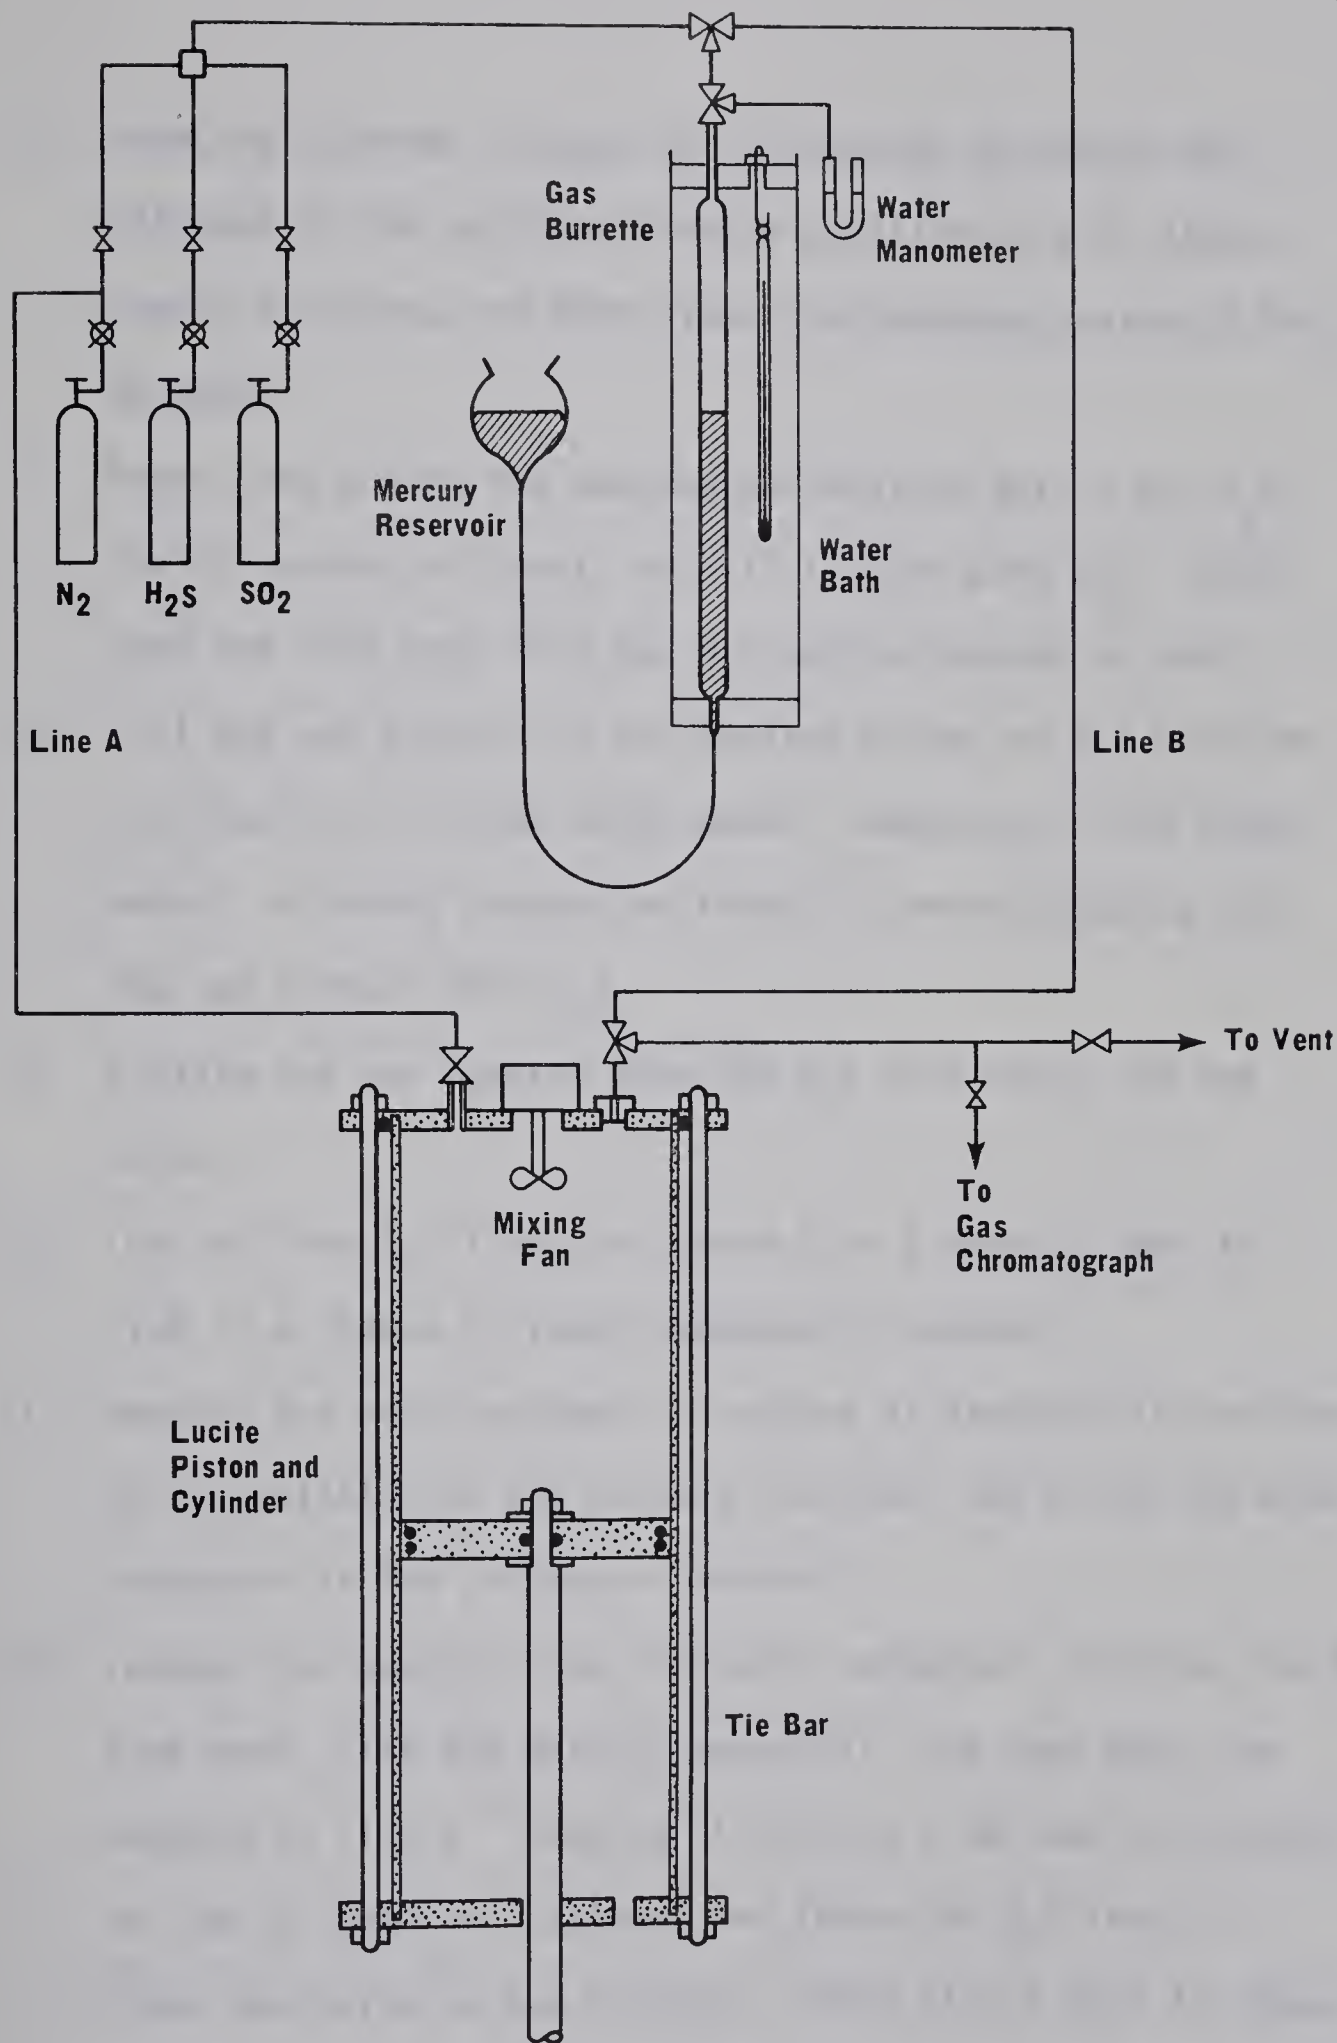 Gas
Burrette
Water
Manometer
Mercury
Reservoir
Water
Bath
N2
H2S
SO2
Line A
Line B
To Vent
To
Gas
Chromatograph
Mixing
Fan
Lucite
Piston and
Cylinder
Tie Bar